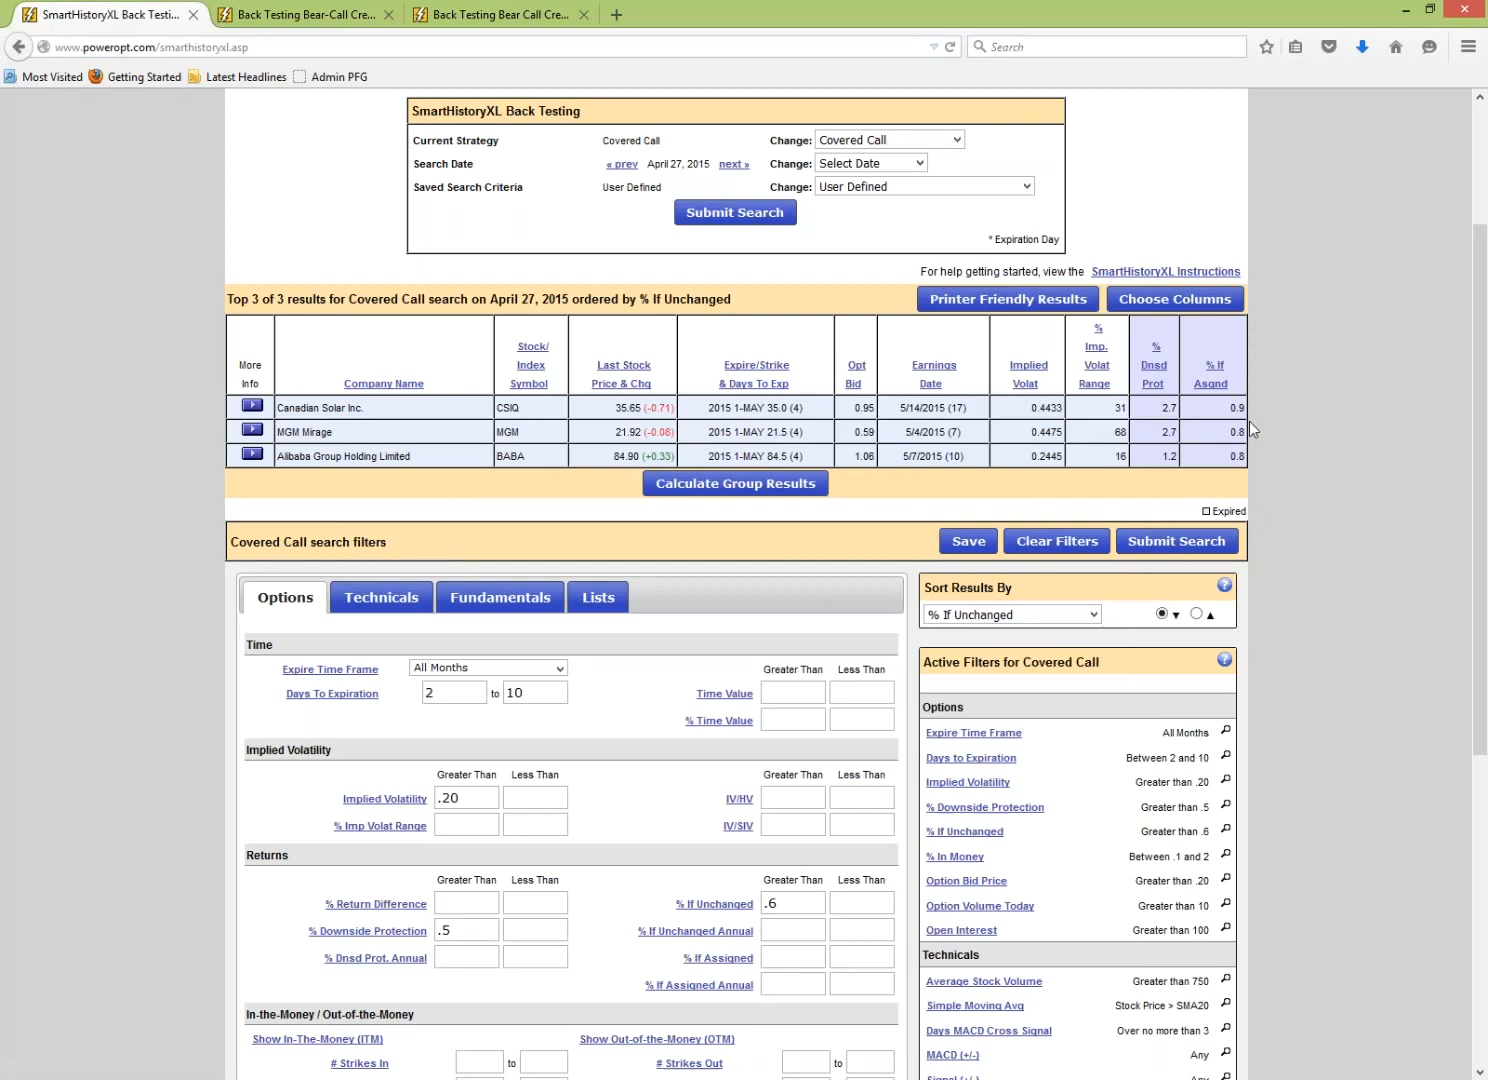 SmartHistoryXL Back Testi...
Back Testing Bear-Call Cre...
Back Testing Bear Call Cre...
www.poweropt.com/smarthistoryxl.asp
Search
Most Visited
Getting Started
Latest Headlines
Admin PFG
SmartHistoryXL Back Testing
Current Strategy Covered Call Change: Covered Call
Search Date « prev April 27, 2015 next » Change: Select Date
Saved Search Criteria User Defined Change: User Defined
Submit Search
* Expiration Day
For help getting started, view the SmartHistoryXL Instructions
Top 3 of 3 results for Covered Call search on April 27, 2015 ordered by % If Unchanged
Printer Friendly Results
Choose Columns
More Info
Company Name
Stock/ Index Symbol
Last Stock Price & Chg
Expire/Strike & Days To Exp
Opt Bid
Earnings Date
Implied Volat
% Imp. Volat Range
% Dnsd Prot
% If Asgnd
Canadian Solar Inc. CSIQ 35.65 (-0.71) 2015 1-MAY 35.0 (4) 0.95 5/14/2015 (17) 0.4433 31 2.7 0.9
MGM Mirage MGM 21.92 (-0.08) 2015 1-MAY 21.5 (4) 0.59 5/4/2015 (7) 0.4475 68 2.7 0.8
Alibaba Group Holding Limited BABA 84.90 (+0.33) 2015 1-MAY 84.5 (4) 1.06 5/7/2015 (10) 0.2445 16 1.2 0.8
Calculate Group Results
Expired
Covered Call search filters
Save
Clear Filters
Submit Search
Options
Technicals
Fundamentals
Lists
Time
Expire Time Frame All Months Greater Than Less Than
Days To Expiration 2 to 10 Time Value
% Time Value
Implied Volatility
Greater Than Less Than Greater Than Less Than
Implied Volatility .20 IV/HV
% Imp Volat Range IV/SIV
Returns
Greater Than Less Than Greater Than Less Than
% Return Difference % If Unchanged .6
% Downside Protection .5 % If Unchanged Annual
% Dnsd Prot. Annual % If Assigned
% If Assigned Annual
In-the-Money / Out-of-the-Money
Show In-The-Money (ITM) Show Out-of-the-Money (OTM)
# Strikes In to # Strikes Out to
Sort Results By
% If Unchanged
Active Filters for Covered Call
Options
Expire Time Frame All Months
Days to Expiration Between 2 and 10
Implied Volatility Greater than .20
% Downside Protection Greater than .5
% If Unchanged Greater than .6
% In Money Between .1 and 2
Option Bid Price Greater than .20
Option Volume Today Greater than 10
Open Interest Greater than 100
Technicals
Average Stock Volume Greater than 750
Simple Moving Avg Stock Price > SMA20
Days MACD Cross Signal Over no more than 3
MACD (+/-) Any
Signal (+/-) Any